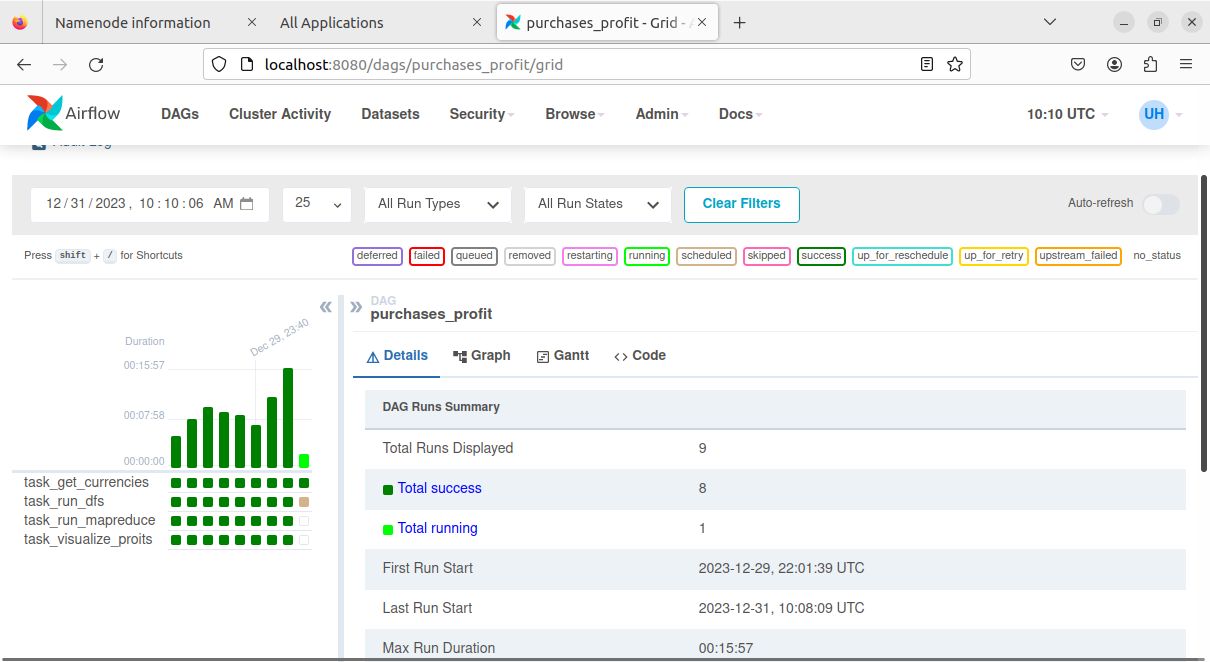 Namenode information
All Applications
purchases_profit - Grid - A
localhost:8080/dags/purchases_profit/grid
Airflow DAGs Cluster Activity Datasets Security Browse Admin Docs 10:10 UTC UH
Audit Log
12/31/2023, 10:10:06 AM 25 All Run Types All Run States Clear Filters Auto-refresh
Press shift + / for Shortcuts
deferred failed queued removed restarting running scheduled skipped success up_for_reschedule up_for_retry upstream_failed no_status
Duration
Dec 29, 23:40
00:15:57
00:07:58
00:00:00
task_get_currencies
task_run_dfs
task_run_mapreduce
task_visualize_proits
DAG
purchases_profit
Details Graph Gantt Code
DAG Runs Summary
Total Runs Displayed 9
Total success 8
Total running 1
First Run Start 2023-12-29, 22:01:39 UTC
Last Run Start 2023-12-31, 10:08:09 UTC
Max Run Duration 00:15:57